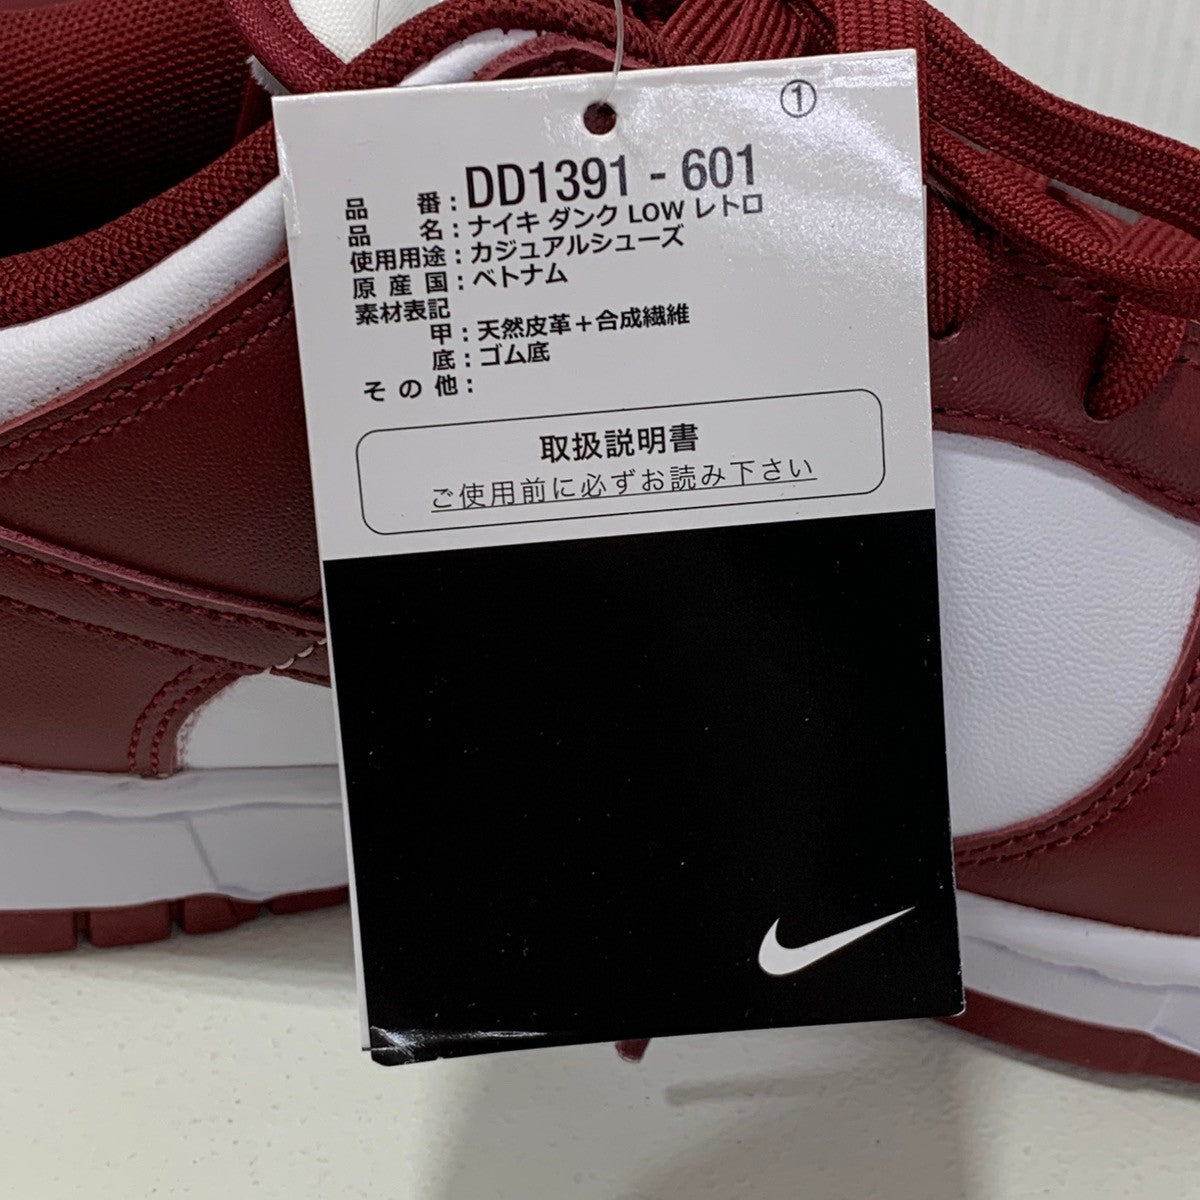 ①
品 番：DD1391 - 601
品 名：ナイキ ダンク LOW レトロ
使用用途：カジュアルシューズ
原 産 国：ベトナム
素材表記
甲：天然皮革＋合成繊維
底：ゴム底
そ の 他：
取扱説明書
ご使用前に必ずお読み下さい